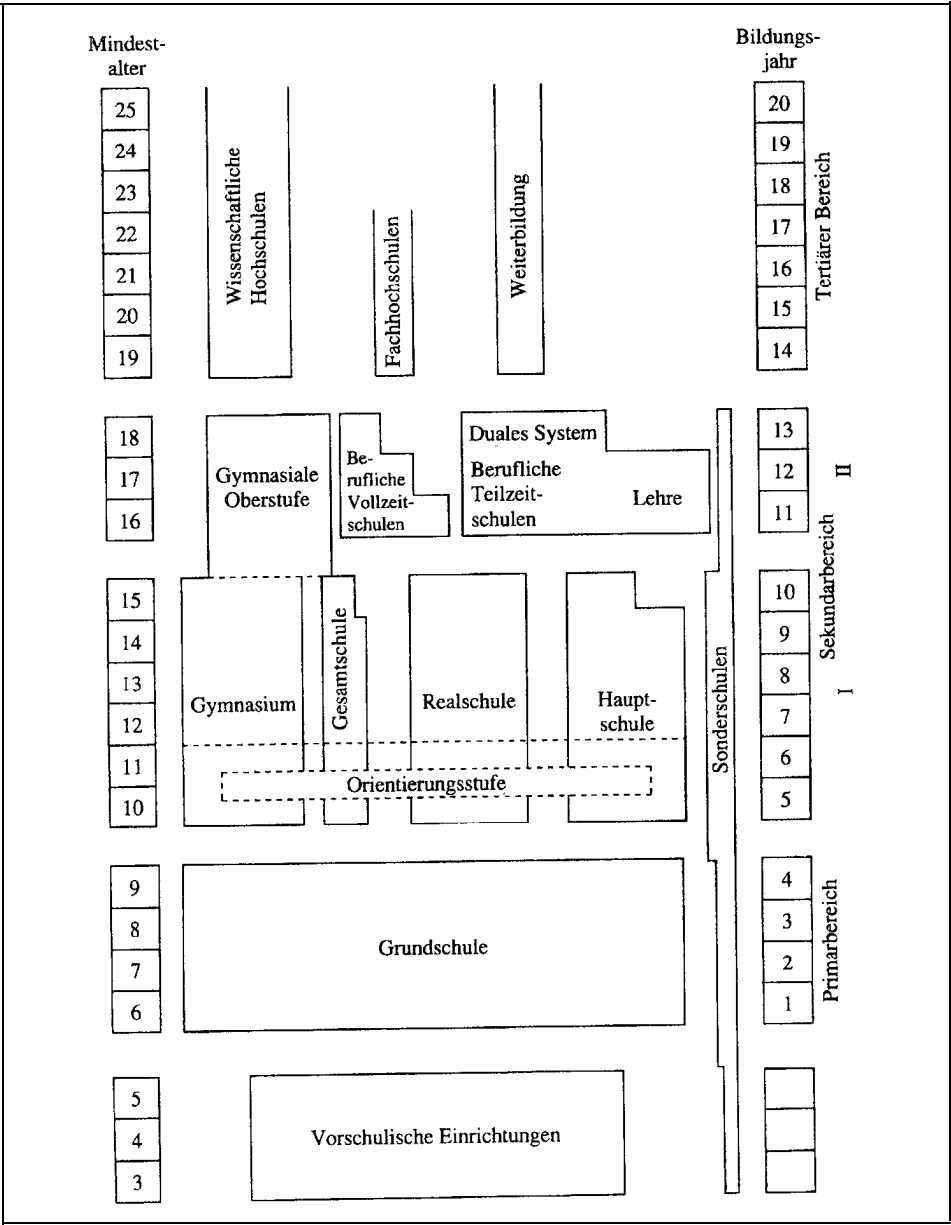 Mindest-
alter
Bildungs-
jahr
25
24
23
22
21
20
19
Wissenschaftliche
Hochschulen
Fachhochschulen
Weiterbildung
20
19
18
17
16
15
14
Tertiärer Bereich
18
17
16
Gymnasiale
Oberstufe
Be-
rufliche
Vollzeit-
schulen
Duales System
Berufliche
Teilzeit-
schulen
Lehre
13
12
11
II
Sekundarbereich
15
14
13
12
11
10
Gymnasium
Gesamtschule
Realschule
Haupt-
schule
Orientierungsstufe
Sonderschulen
10
9
8
7
6
5
I
9
8
7
6
Grundschule
4
3
2
1
Primarbereich
5
4
3
Vorschulische Einrichtungen